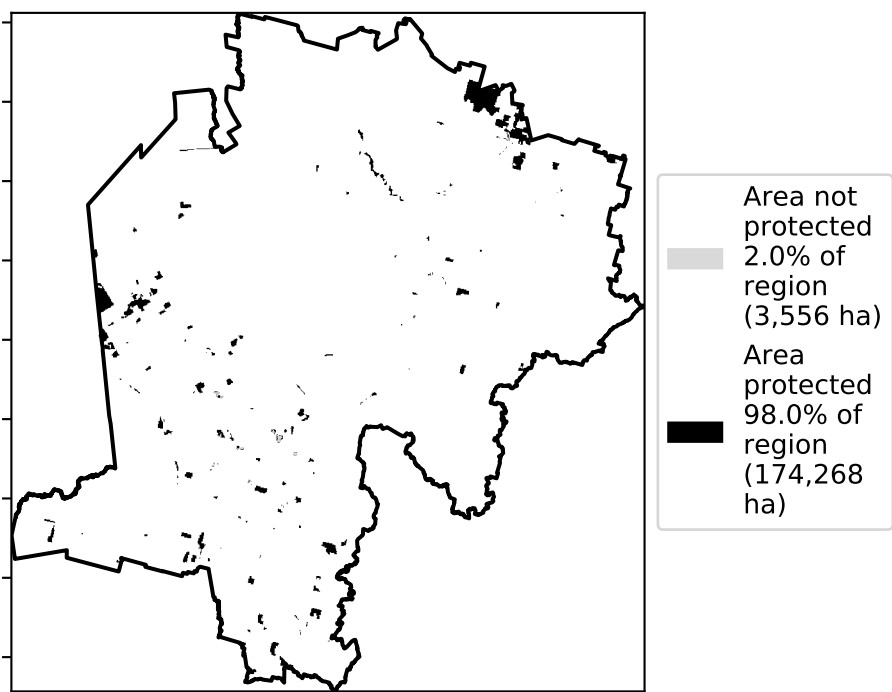 Area not
protected
2.0% of
region
(3,556 ha)
Area
protected
98.0% of
region
(174,268
ha)